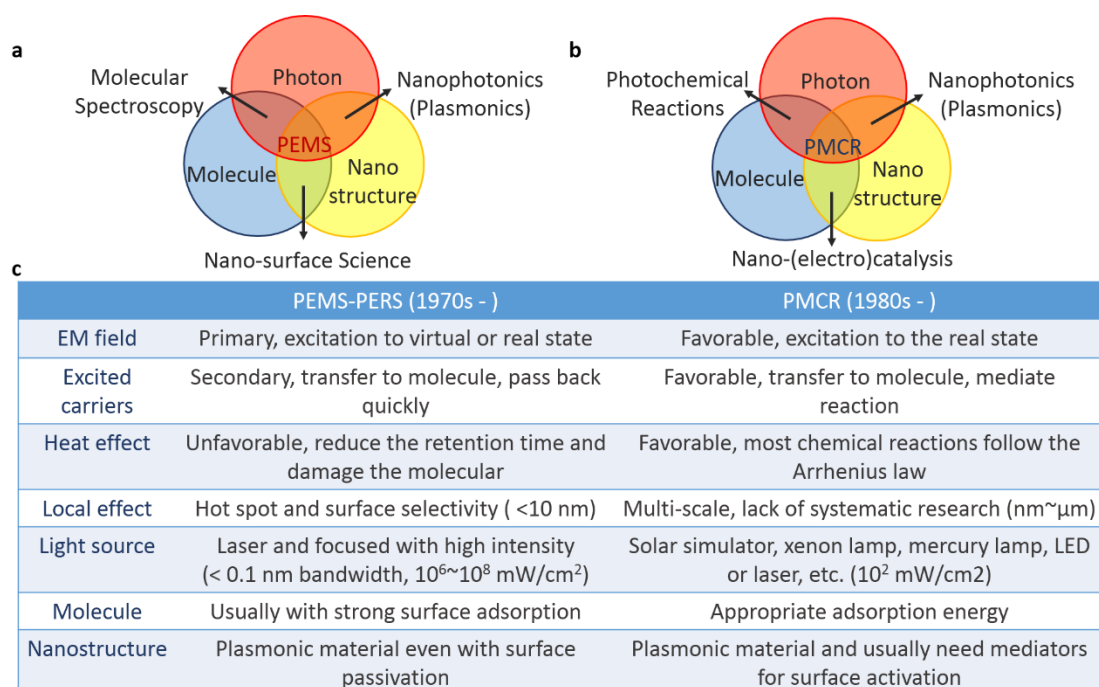 a
Photon
Molecular
Spectroscopy
Nanophotonics
(Plasmonics)
PEMS
Molecule
Nano
structure
Nano-surface Science
b
Photon
Photochemical
Reactions
Nanophotonics
(Plasmonics)
PMCR
Molecule
Nano
structure
Nano-(electro)catalysis
c
PEMS-PERS (1970s - ) PMCR (1980s - )
EM field Primary, excitation to virtual or real state Favorable, excitation to the real state
Excited
carriers
Secondary, transfer to molecule, pass back
quickly
Favorable, transfer to molecule, mediate
reaction
Heat effect
Unfavorable, reduce the retention time and
damage the molecular
Favorable, most chemical reactions follow the
Arrhenius law
Local effect Hot spot and surface selectivity ( <10 nm) Multi-scale, lack of systematic research (nm~μm)
Light source
Laser and focused with high intensity
(< 0.1 nm bandwidth, 10⁶~10⁸ mW/cm²)
Solar simulator, xenon lamp, mercury lamp, LED
or laser, etc. (10² mW/cm2)
Molecule Usually with strong surface adsorption Appropriate adsorption energy
Nanostructure
Plasmonic material even with surface
passivation
Plasmonic material and usually need mediators
for surface activation